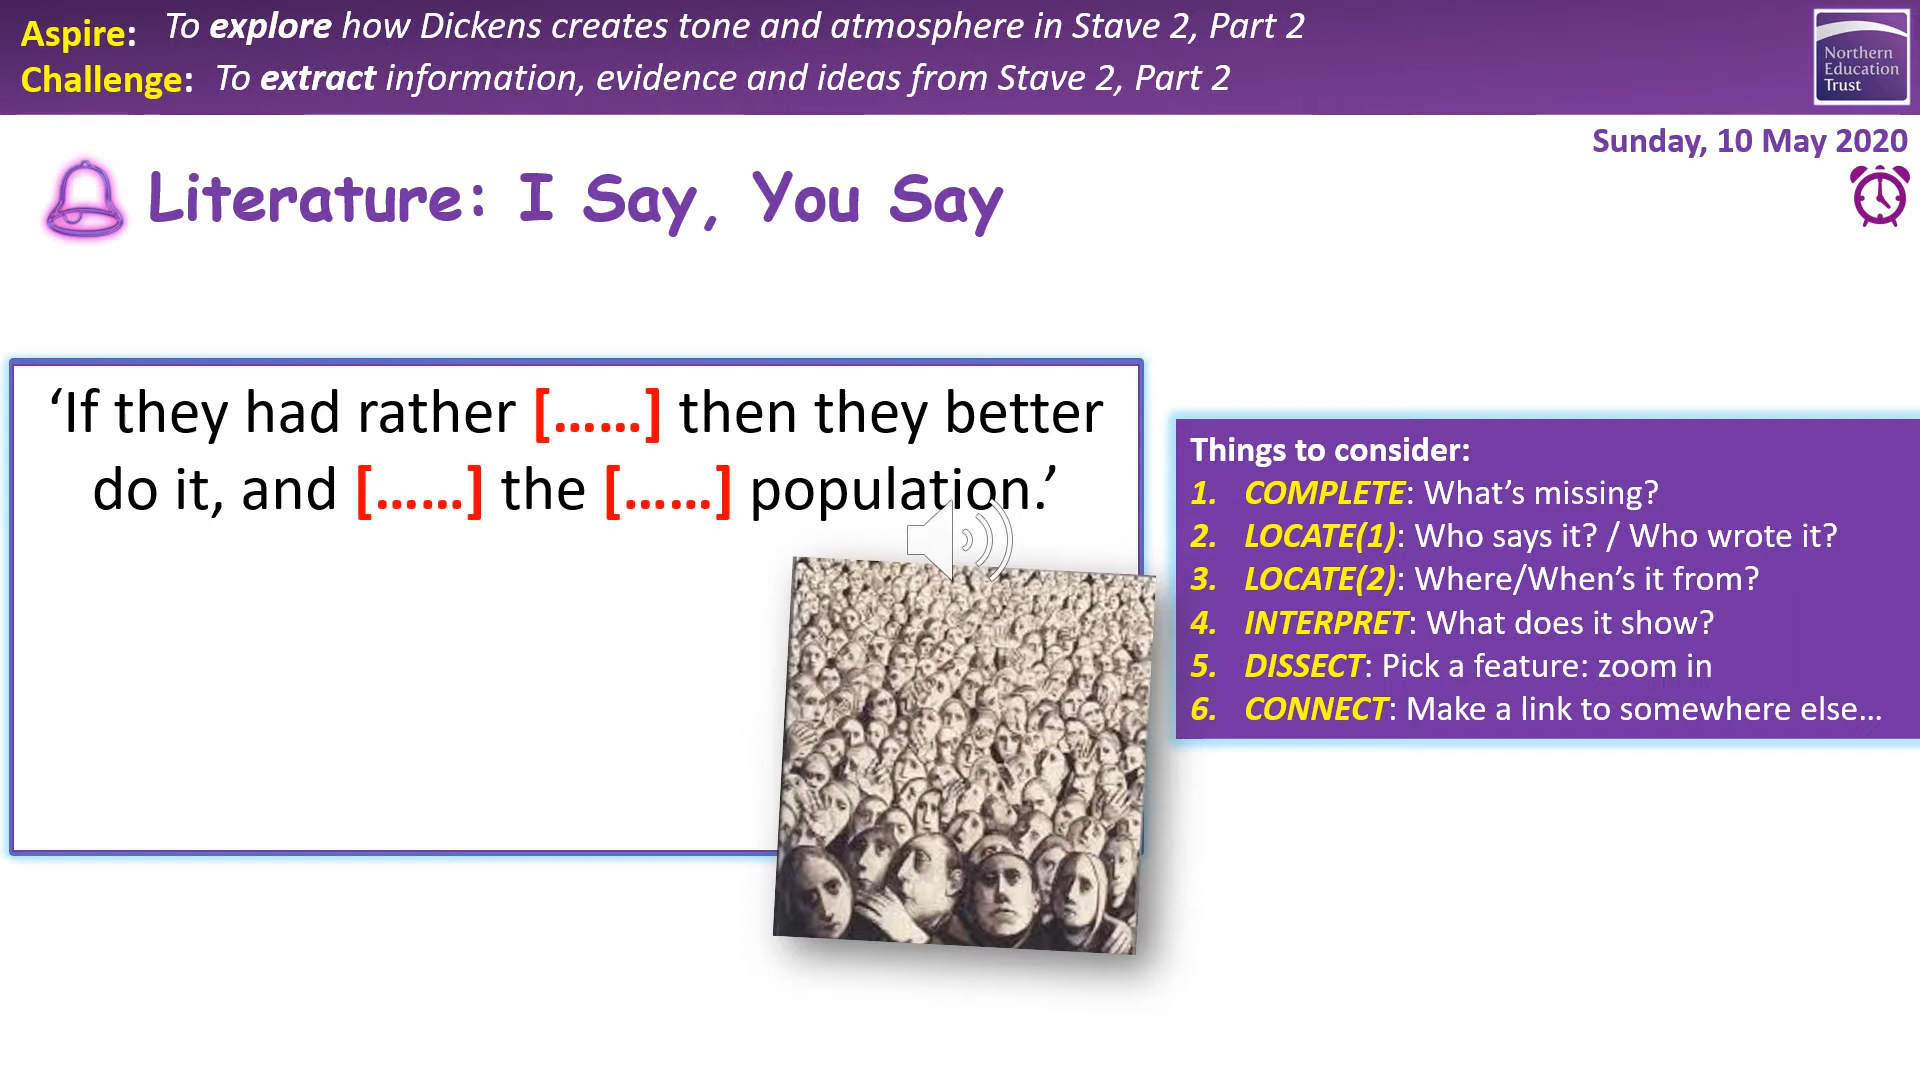 Aspire: To explore how Dickens creates tone and atmosphere in Stave 2, Part 2
Challenge: To extract information, evidence and ideas from Stave 2, Part 2
Northern
Education
Trust
Sunday, 10 May 2020
Literature: I Say, You Say
‘If they had rather [……] then they better
do it, and [……] the [……] population.’
Things to consider:
1. COMPLETE: What’s missing?
2. LOCATE(1): Who says it? / Who wrote it?
3. LOCATE(2): Where/When’s it from?
4. INTERPRET: What does it show?
5. DISSECT: Pick a feature: zoom in
6. CONNECT: Make a link to somewhere else…